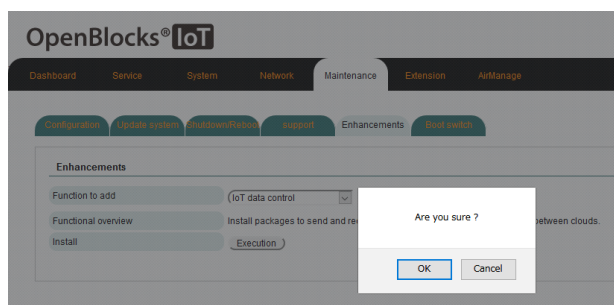 OpenBlocks® IoT
Dashboard Service System Network Maintenance Extension AirManage
Configuration Update system Shutdown/Reboot support Enhancements Boot switch
Enhancements
Function to add IoT data control
Functional overview Install packages to send and re between clouds.
Install Execution
Are you sure ?
OK Cancel